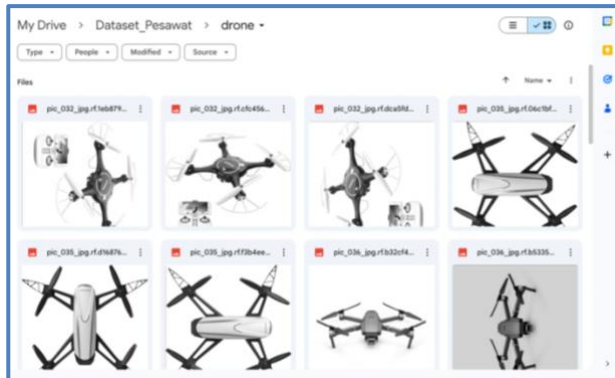 My Drive > Dataset_Pesawat > drone
Type People Modified Source
Files
Name
pic_032_jpg.rf.1eb879...
pic_032_jpg.rf.cfc456...
pic_032_jpg.rf.dca5fd...
pic_035_jpg.rf.06c1bf...
pic_035_jpg.rf.d16876...
pic_035_jpg.rf.f3b4ee...
pic_036_jpg.rf.b32cf4...
pic_036_jpg.rf.b5335...